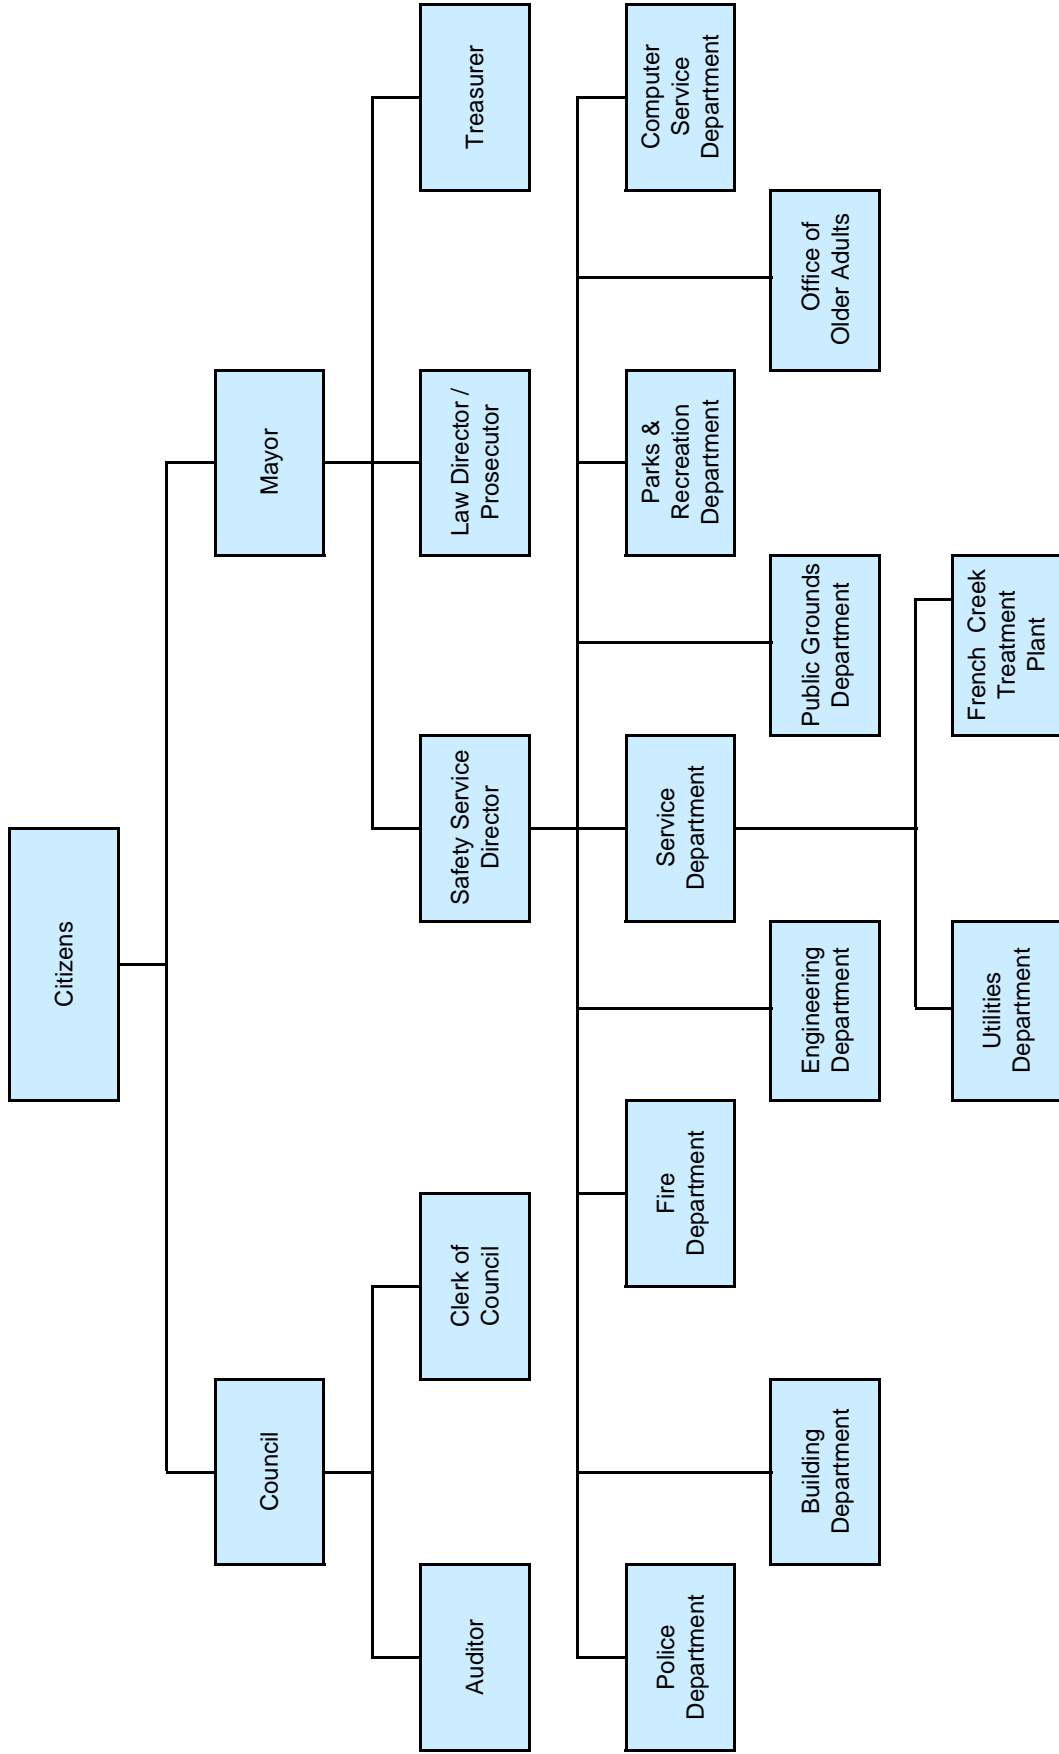 Citizens
Council
Mayor
Auditor
Clerk of
Council
Safety Service
Director
Law Director /
Prosecutor
Treasurer
Police
Department
Fire
Department
Service
Department
Parks &
Recreation
Department
Computer
Service
Department
Building
Department
Engineering
Department
Public Grounds
Department
Office of
Older Adults
Utilities
Department
French Creek
Treatment
Plant